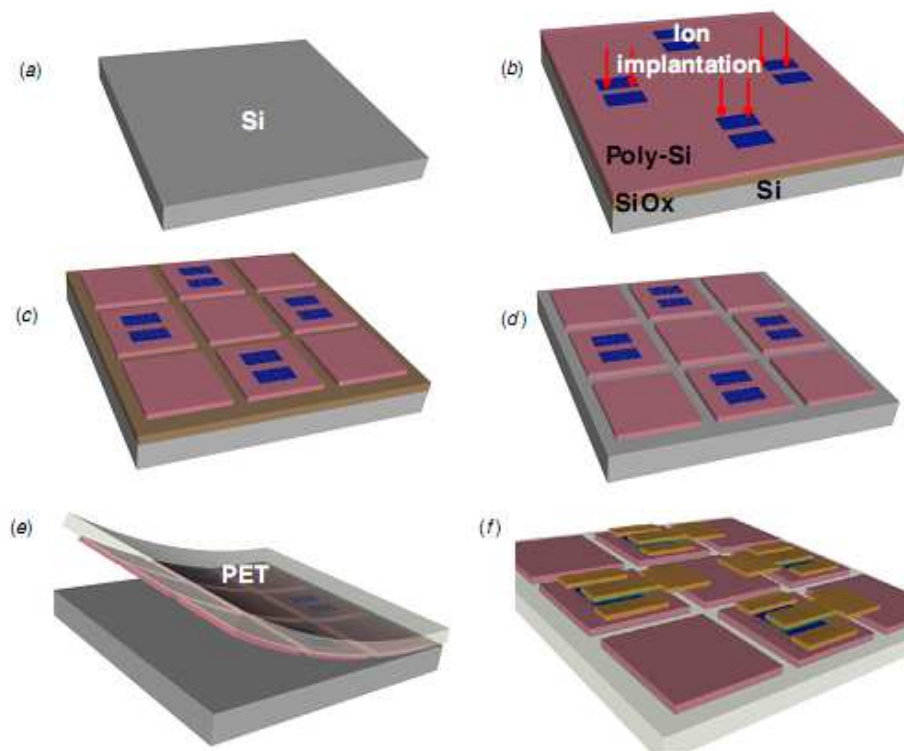 (a)
Si
(b)
Ion
implantation
Poly-Si
SiOx
Si
(c)
(d)
(e)
PET
(f)